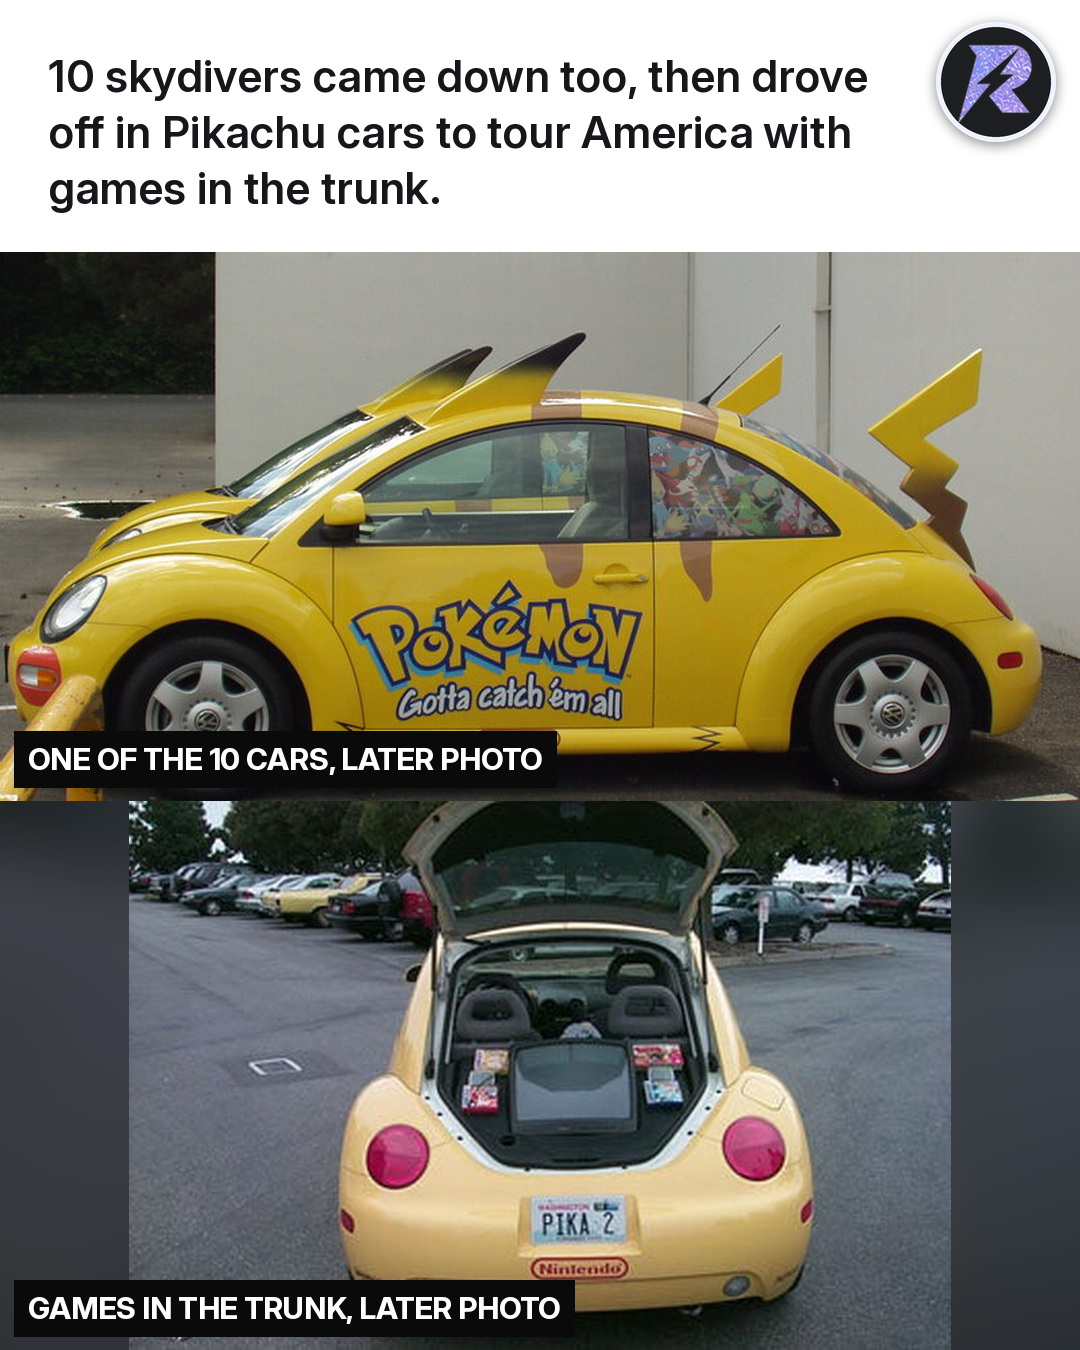 10 skydivers came down too, then drove
off in Pikachu cars to tour America with
games in the trunk.
R
POKéMON
Gotta catch 'em all
ONE OF THE 10 CARS, LATER PHOTO
WASHINGTON
PIKA 2
Nintendo
GAMES IN THE TRUNK, LATER PHOTO